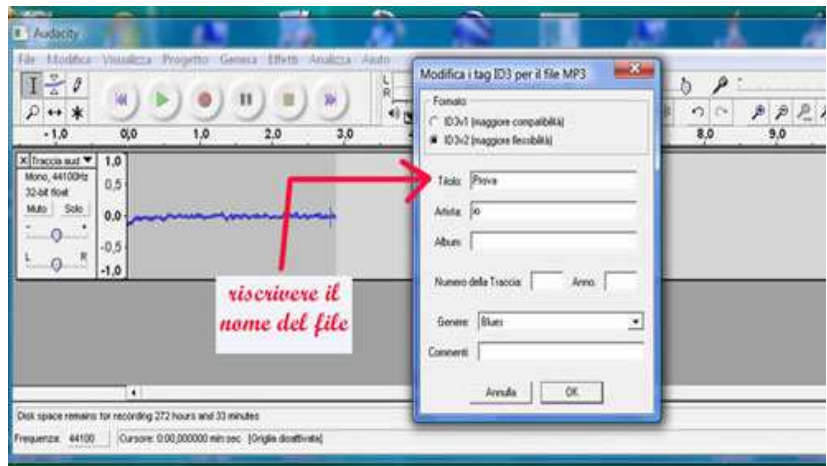 Audacity
File Modifica Visualizza Progetto Genera Effetti Analizza Aiuto
L
R
-1,0 0,0 1,0 2,0 3,0 8,0 9,0
Traccia aud
Mono, 44100Hz
32-bit float
Muto Solo
- +
L R
1,0
0,5
0,0
-0,5
-1,0
riscrivere il
nome del file
Modifica i tag ID3 per il file MP3
Formato
ID3v1 (maggiore compatibilità)
ID3v2 (maggiore flessibilità)
Titolo: Prova
Artista: io
Album:
Numero della Traccia: Anno:
Genere: Blues
Commenti:
Annulla OK
Disk space remains for recording 272 hours and 33 minutes
Frequenza: 44100 Cursore: 0:00,000000 min:sec [Griglia disattivata]